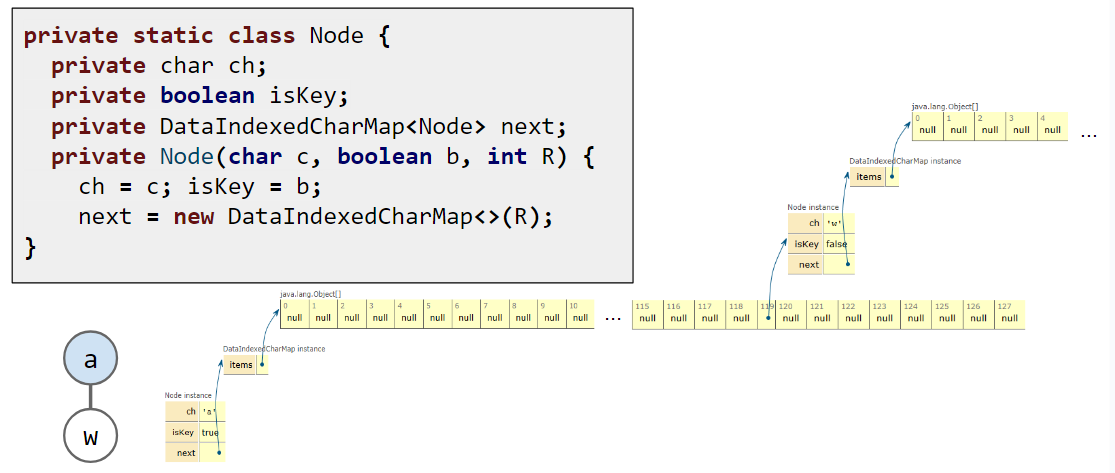 private static class Node {
private char ch;
private boolean isKey;
private DataIndexedCharMap<Node> next;
private Node(char c, boolean b, int R) {
ch = c; isKey = b;
next = new DataIndexedCharMap<>(R);
}
java.lang.Object[]
0 1 2 3 4
null null null null null ...
DataIndexedCharMap instance
items
Node instance
ch 'w'
isKey false
next
java.lang.Object[]
0 1 2 3 4 5 6 7 8 9 10 115 116 117 118 119 120 121 122 123 124 125 126 127
null null null null null null null null null null null ... null null null null null null null null null null null null
DataIndexedCharMap instance
items
Node instance
ch 'a'
isKey true
next
a
w